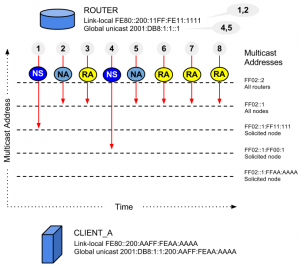 ROUTER
Link-local FE80::200:11FF:FE11:1111
Global unicast 2001:DB8:1:1::1
1,2
4,5
1 2 3 4 5 6 7 8
Multicast
Addresses
NS NA RA NS NA RA RA RA
FF02::2
All routers
FF02::1
All nodes
FF02::1:FF11:111
Solicited node
FF02::1:FF00:1
Solicited node
FF02::1:FFAA:AAAA
Solicited node
Multicast Address
Time
CLIENT_A
Link-local FE80::200:AAFF:FEAA:AAAA
Global unicast 2001:DB8:1:1:200:AAFF:FEAA:AAAA